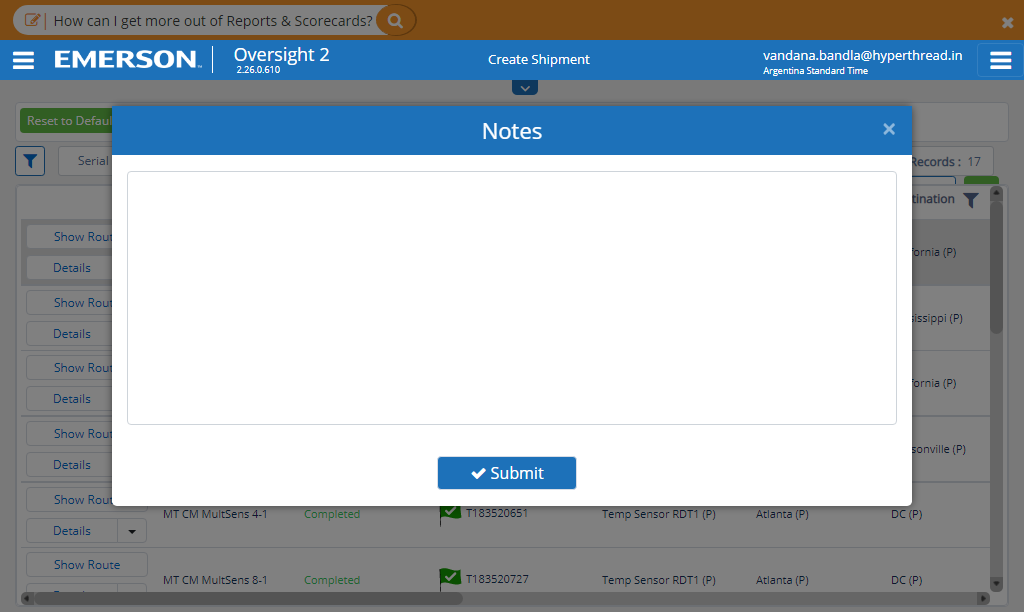 How can I get more out of Reports & Scorecards?
EMERSON™
Oversight 2
2.26.0.610
Create Shipment
vandana.bandla@hyperthread.in
Argentina Standard Time
Notes
Reset to Defaul
Serial
Records : 17
tination
Show Rout
fornia (P)
Details
Show Rout
sissippi (P)
Details
Show Rout
fornia (P)
Details
Show Rout
sonville (P)
Details
Submit
Show Rout
MT CM MultSens 4-1 Completed T183520651 Temp Sensor RDT1 (P) Atlanta (P) DC (P)
Details
Show Route
MT CM MultSens 8-1 Completed T183520727 Temp Sensor RDT1 (P) Atlanta (P) DC (P)